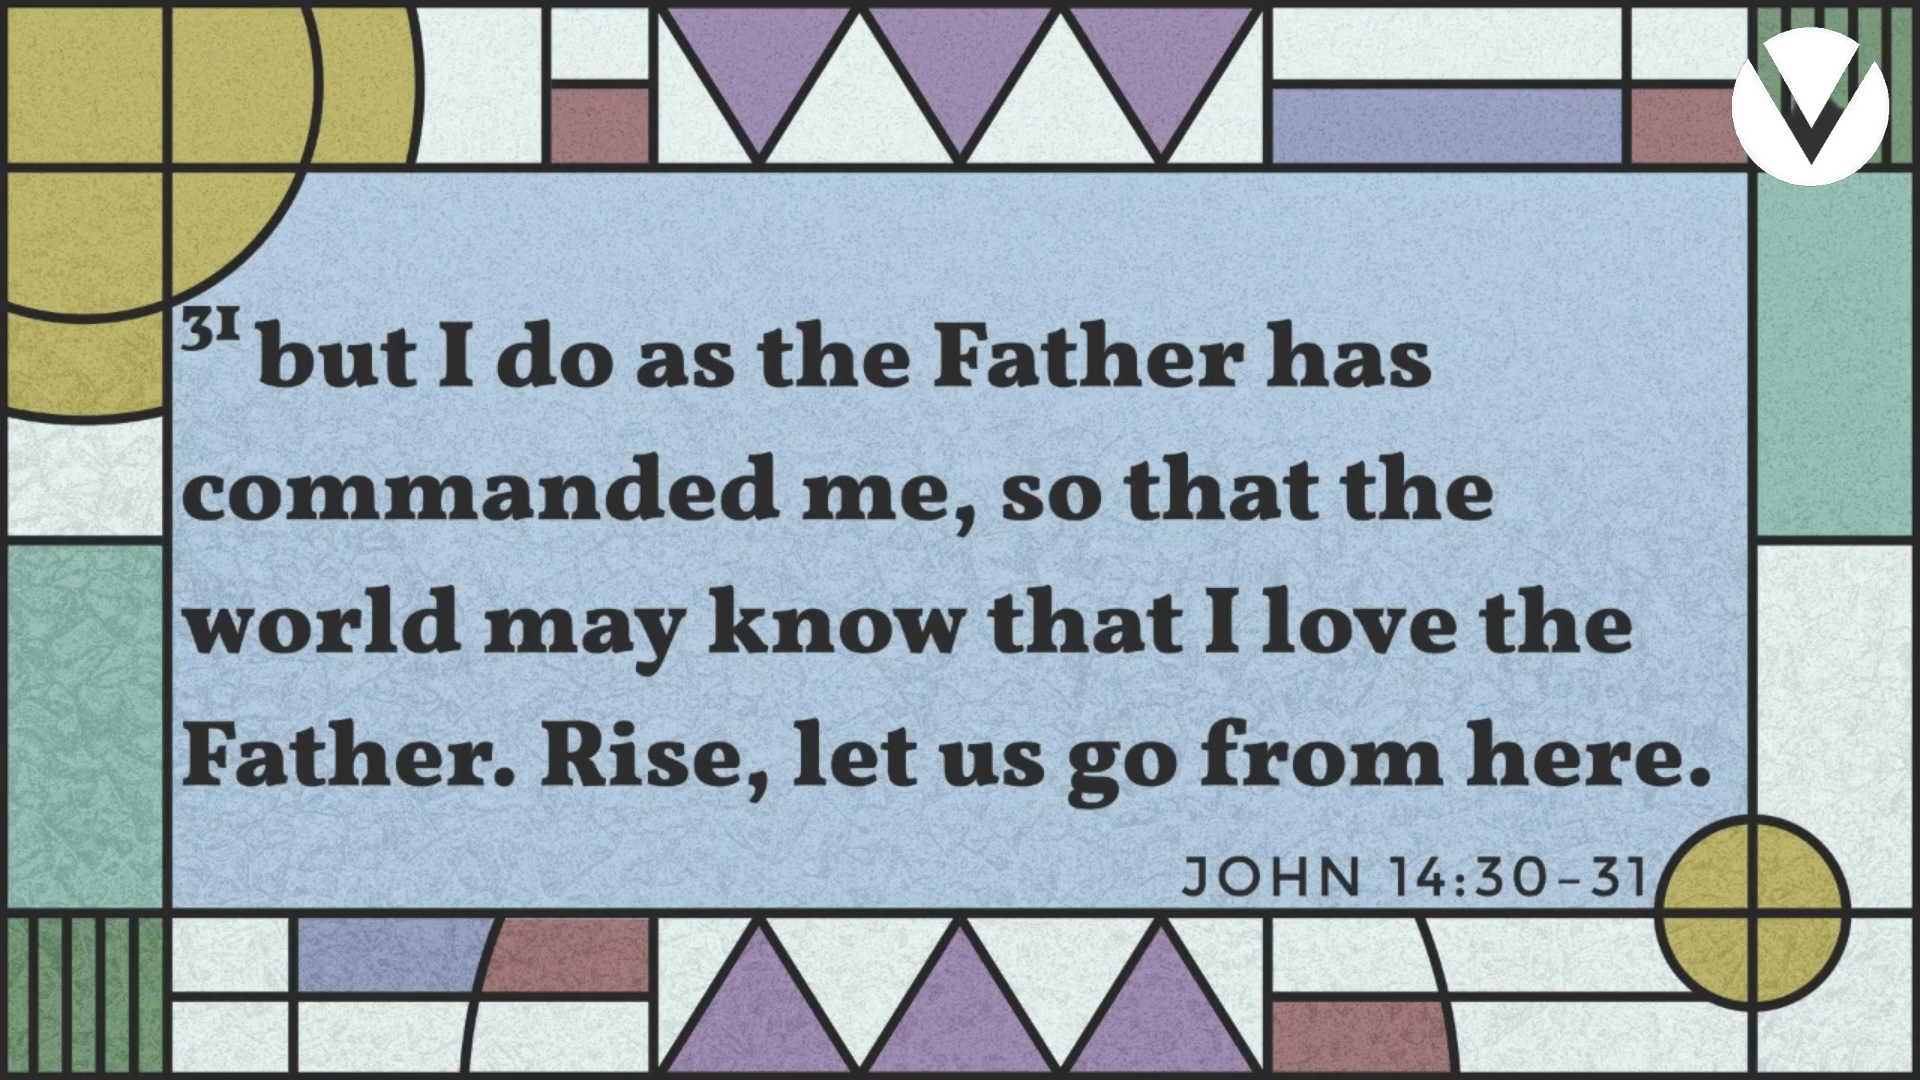 31 but I do as the Father has
commanded me, so that the
world may know that I love the
Father. Rise, let us go from here.
JOHN 14:30–31